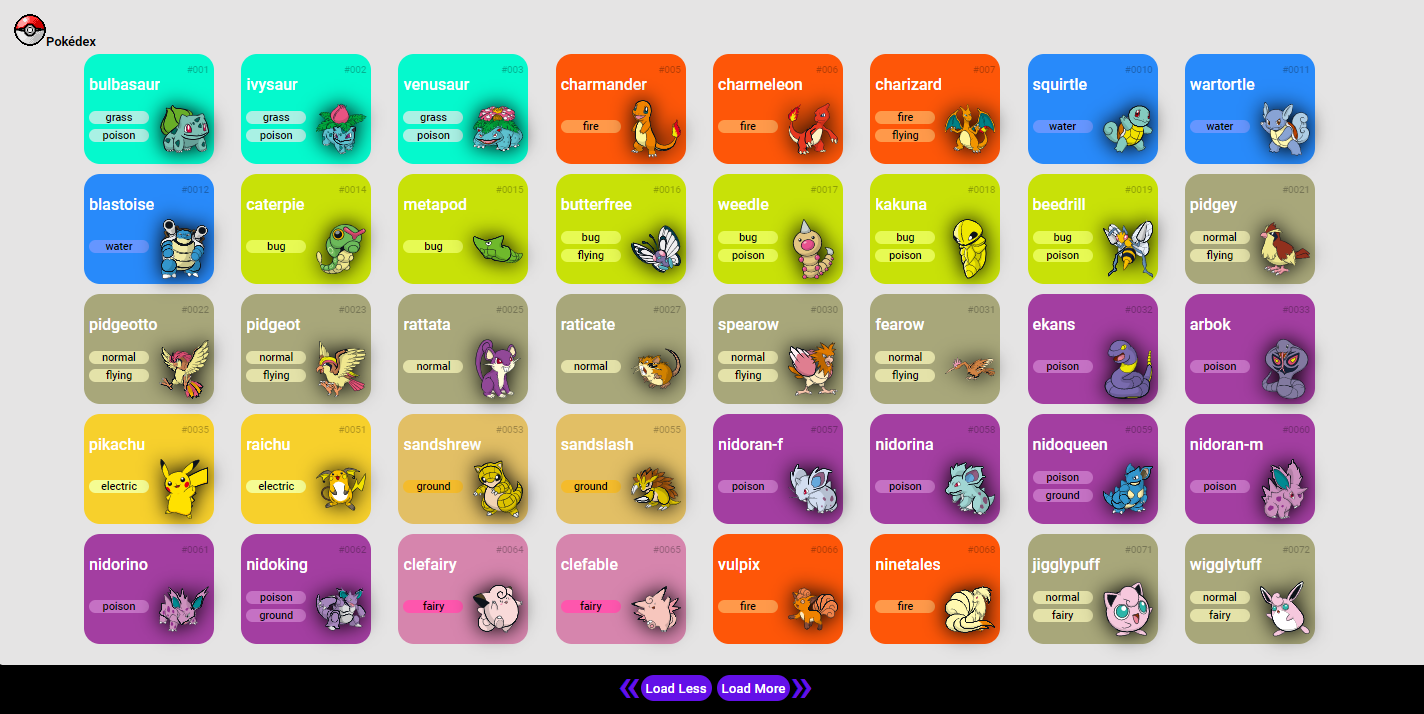 Pokédex
#001
bulbasaur
grass
poison
#002
ivysaur
grass
poison
#003
venusaur
grass
poison
#005
charmander
fire
#006
charmeleon
fire
#007
charizard
fire
flying
#0010
squirtle
water
#0011
wartortle
water
#0012
blastoise
water
#0014
caterpie
bug
#0015
metapod
bug
#0016
butterfree
bug
flying
#0017
weedle
bug
poison
#0018
kakuna
bug
poison
#0019
beedrill
bug
poison
#0021
pidgey
normal
flying
#0022
pidgeotto
normal
flying
#0023
pidgeot
normal
flying
#0025
rattata
normal
#0027
raticate
normal
#0030
spearow
normal
flying
#0031
fearow
normal
flying
#0032
ekans
poison
#0033
arbok
poison
#0035
pikachu
electric
#0051
raichu
electric
#0053
sandshrew
ground
#0055
sandslash
ground
#0057
nidoran-f
poison
#0058
nidorina
poison
#0059
nidoqueen
poison
ground
#0060
nidoran-m
poison
#0061
nidorino
poison
#0062
nidoking
poison
ground
#0064
clefairy
fairy
#0065
clefable
fairy
#0066
vulpix
fire
#0068
ninetales
fire
#0071
jigglypuff
normal
fairy
#0072
wigglytuff
normal
fairy
Load Less
Load More